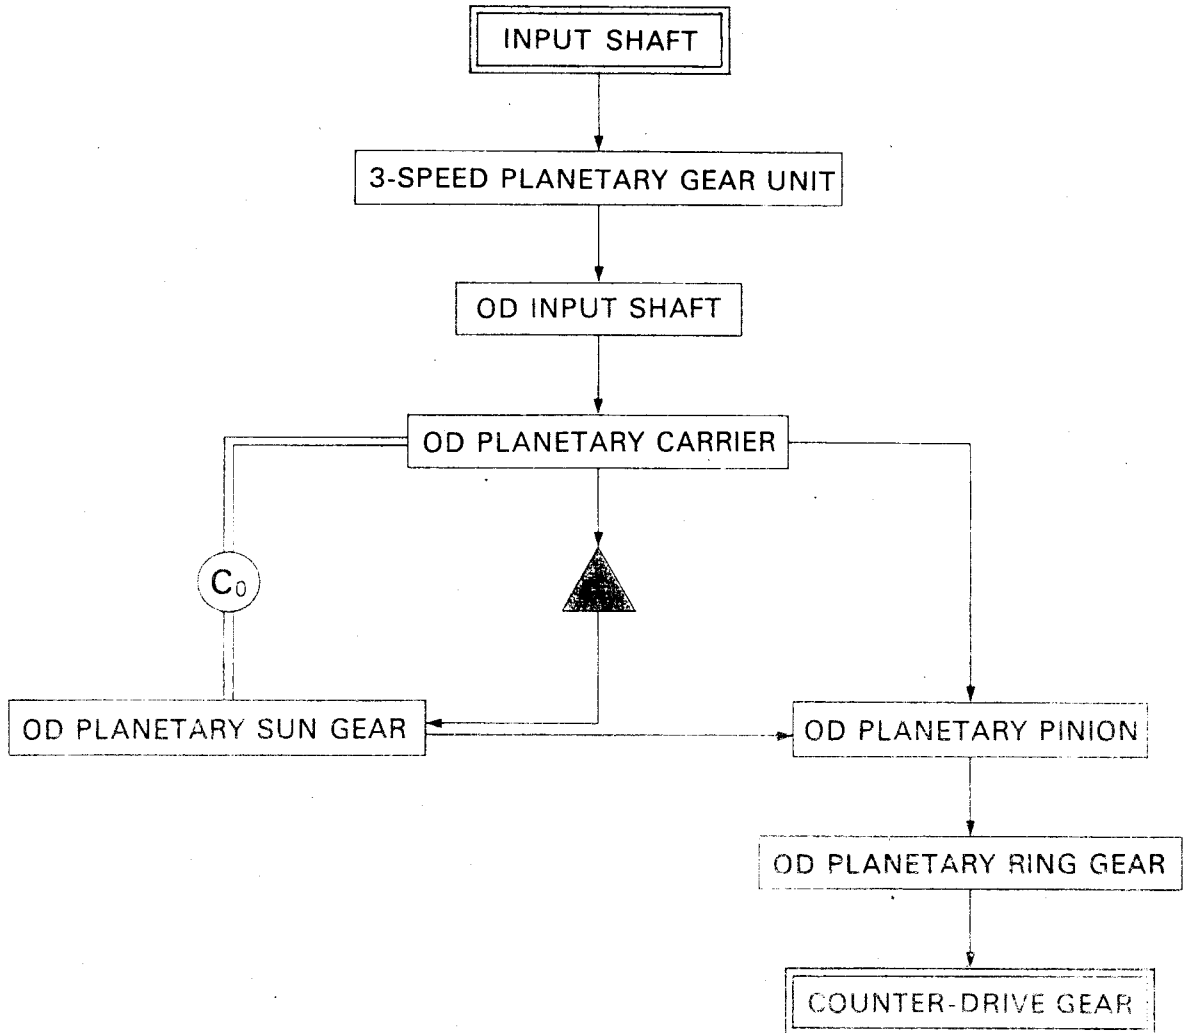 INPUT SHAFT
3-SPEED PLANETARY GEAR UNIT
OD INPUT SHAFT
OD PLANETARY CARRIER
C₀
OD PLANETARY SUN GEAR
OD PLANETARY PINION
OD PLANETARY RING GEAR
COUNTER-DRIVE GEAR